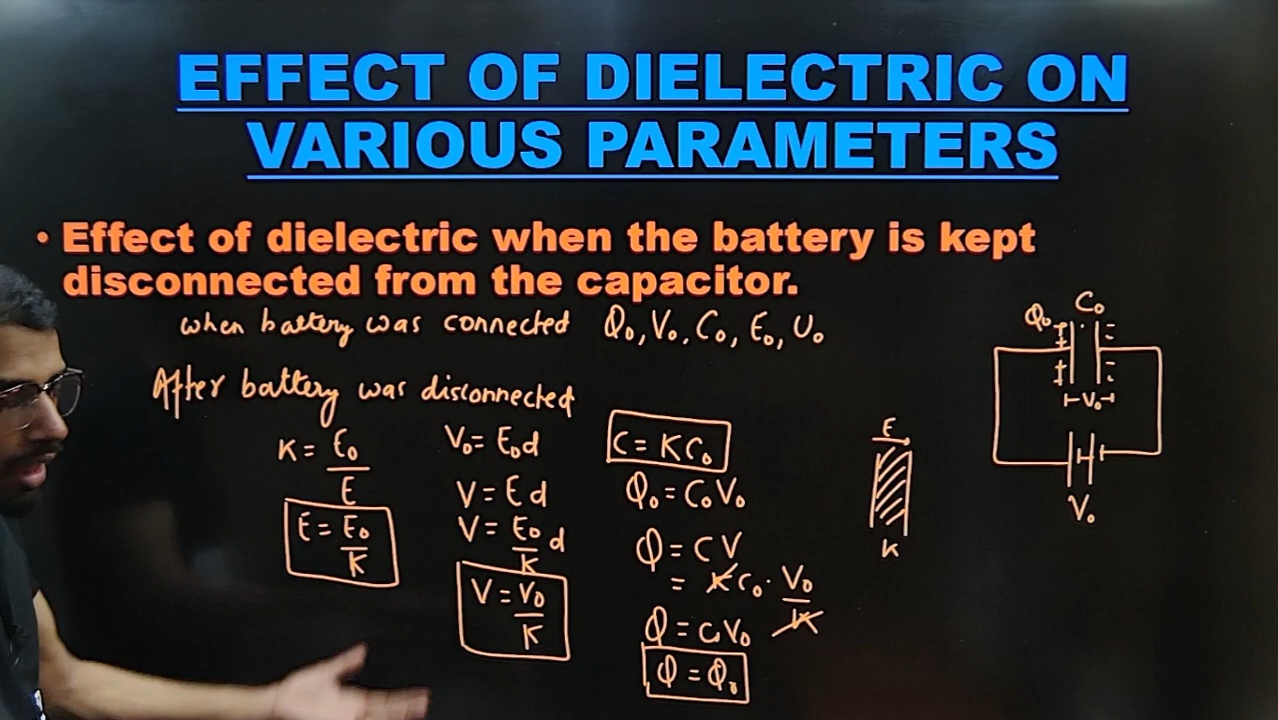 EFFECT OF DIELECTRIC ON
VARIOUS PARAMETERS
• Effect of dielectric when the battery is kept
disconnected from the capacitor.
when battery was connected Q₀, V₀, C₀, E₀, U₀
After battery was disconnected
K = E₀/E
E = E₀/K
V₀ = E₀d
V = Ed
V = E₀/K d
V = V₀/K
C = KC₀
Q₀ = C₀V₀
Q = CV
= KC₀ · V₀/K
Q = C₀V₀
Q = Q₀
E
K
C₀
Q₀
+ + - -
+ + - -
V₀
V₀